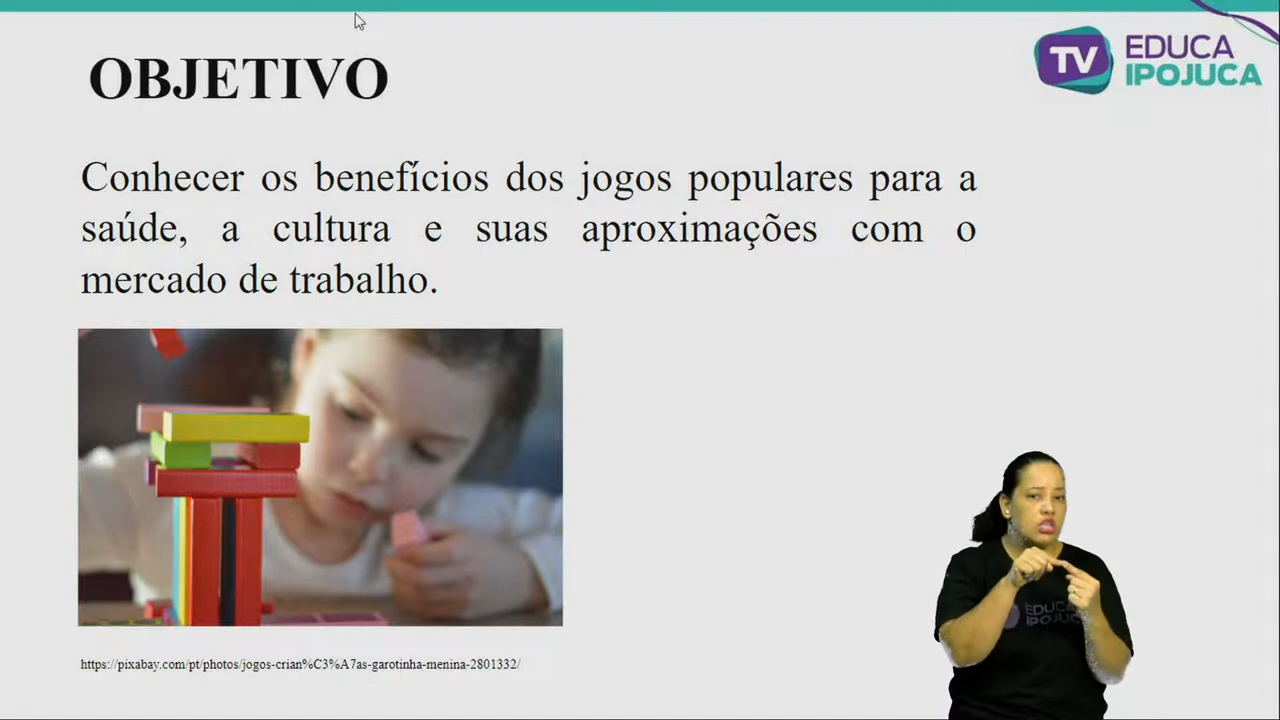 OBJETIVO
TV EDUCA
IPOJUCA
Conhecer os benefícios dos jogos populares para a
saúde, a cultura e suas aproximações com o
mercado de trabalho.
https://pixabay.com/pt/photos/jogos-crian%C3%A7as-garotinha-menina-2801332/
EDUCA
IPOJUCA